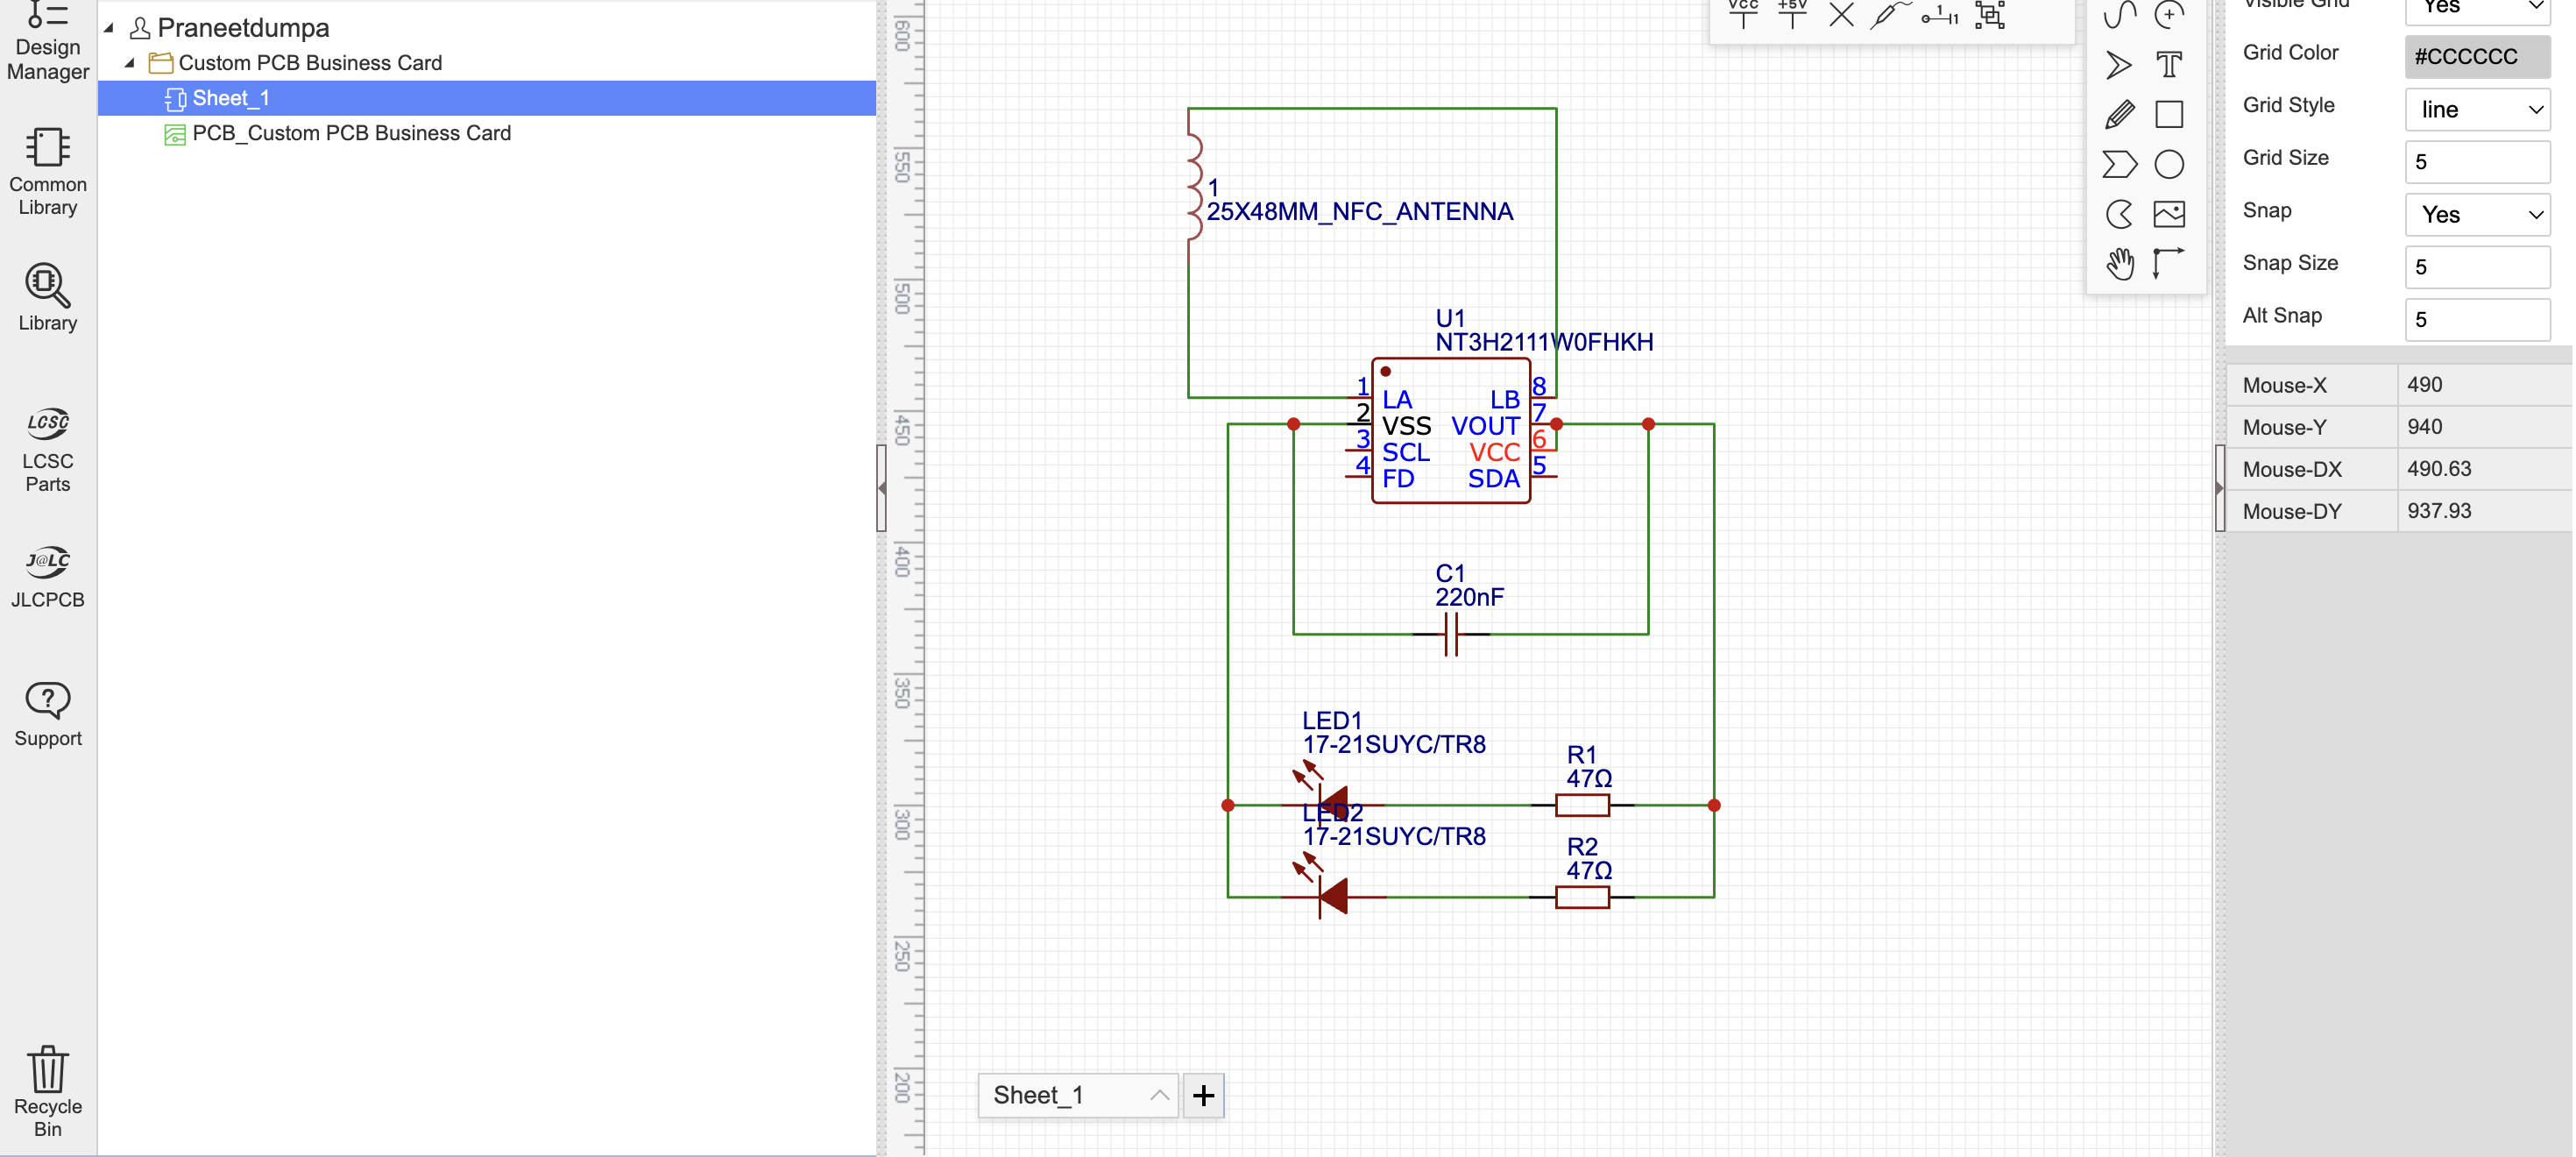 Design
Manager
Common
Library
Library
LCSC
LCSC
Parts
J@LC
JLCPCB
?
Support
Recycle
Bin
Praneetdumpa
Custom PCB Business Card
Sheet_1
PCB_Custom PCB Business Card
600
550
500
450
400
350
300
250
200
VCC
+5V
1
1
T
1
25X48MM_NFC_ANTENNA
U1
NT3H2111W0FHKH
1 LA LB 8
2 VSS VOUT 7
3 SCL VCC 6
4 FD SDA 5
C1
220nF
LED1
17-21SUYC/TR8
R1
47Ω
LED2
17-21SUYC/TR8
R2
47Ω
Sheet_1
+
Visible Grid Yes
Grid Color #CCCCCC
Grid Style line
Grid Size 5
Snap Yes
Snap Size 5
Alt Snap 5
Mouse-X 490
Mouse-Y 940
Mouse-DX 490.63
Mouse-DY 937.93